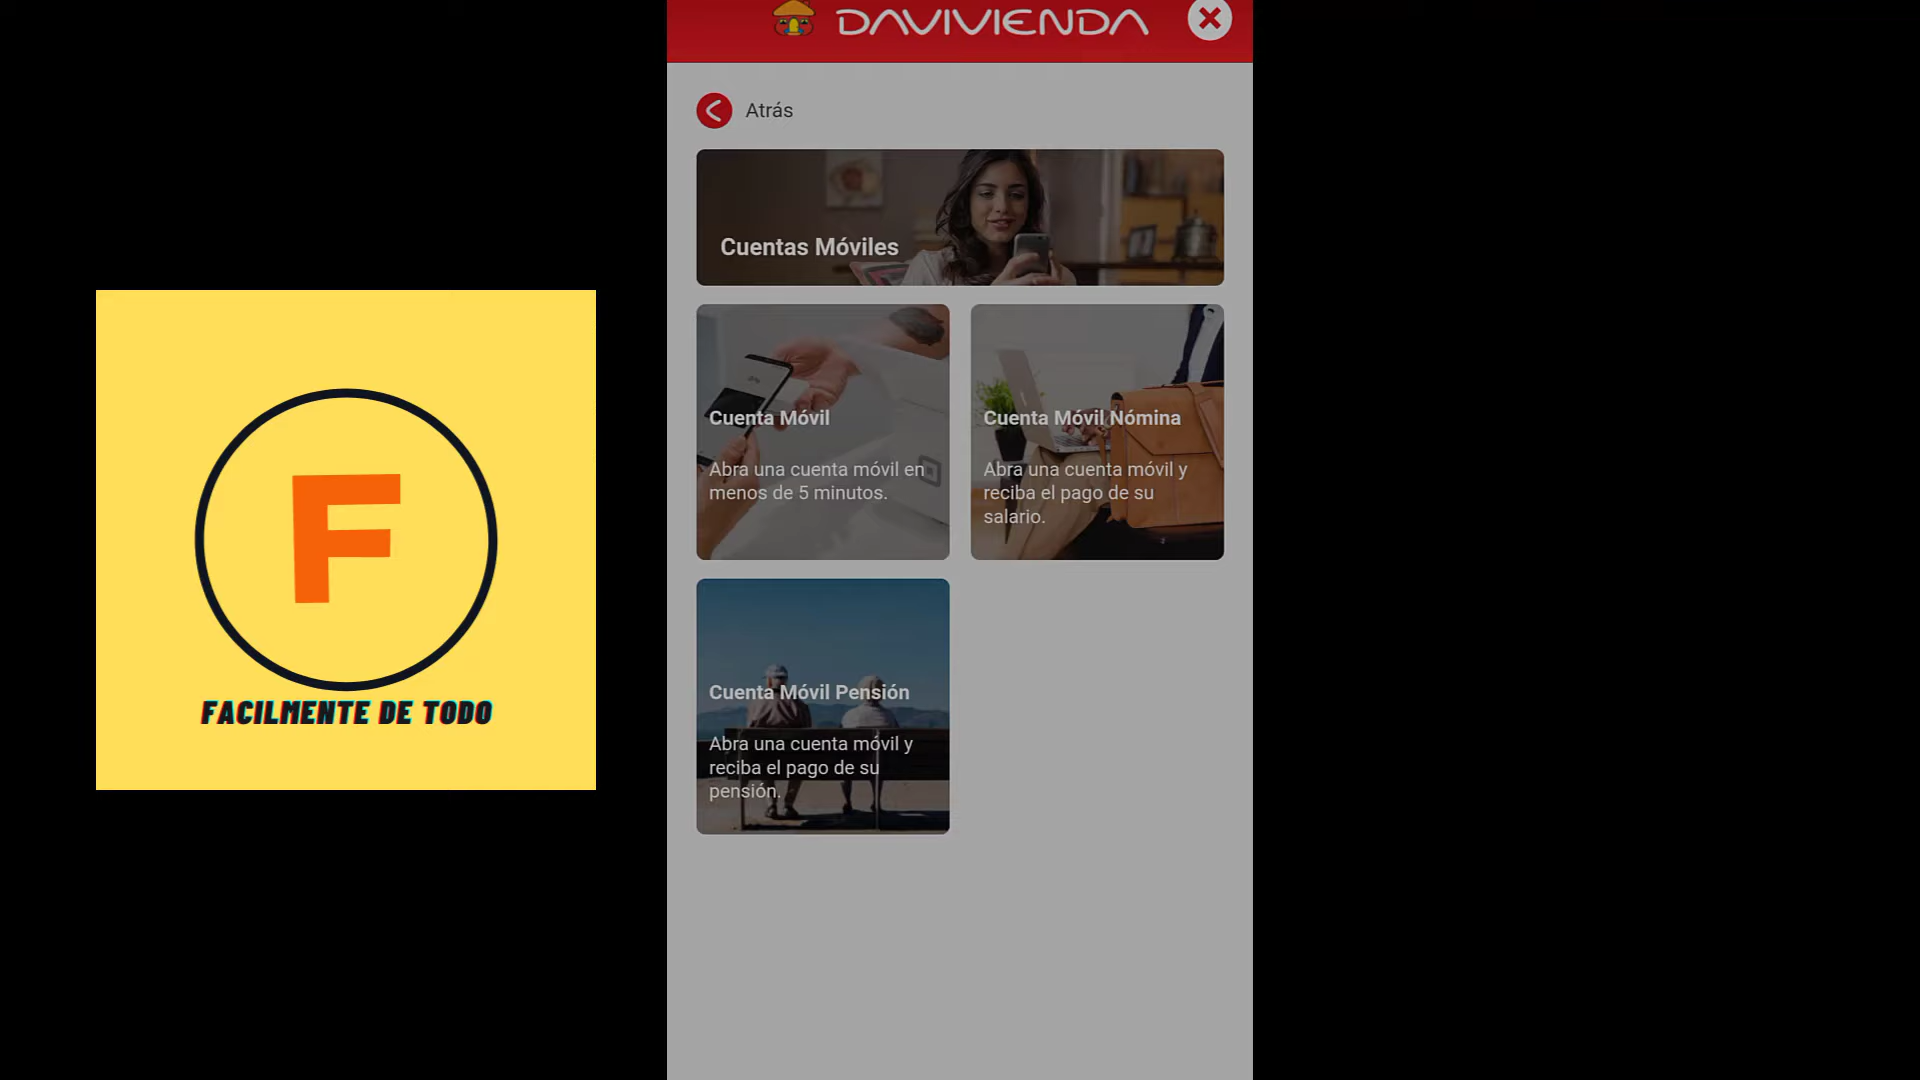 DAVIVIENDA
Atrás
Cuentas Móviles
Cuenta Móvil
Abra una cuenta móvil en
menos de 5 minutos.
Cuenta Móvil Nómina
Abra una cuenta móvil y
reciba el pago de su
salario.
Cuenta Móvil Pensión
Abra una cuenta móvil y
reciba el pago de su
pensión.
F
FACILMENTE DE TODO